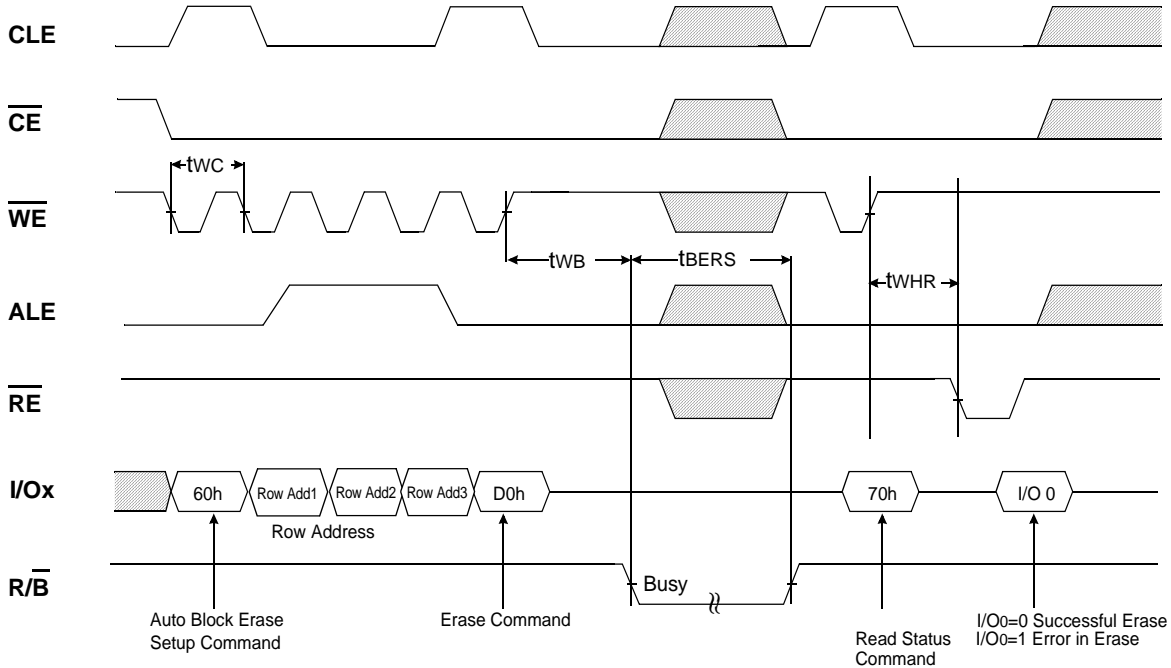 CLE
CE
tWC
WE
tWB
tBERS
tWHR
ALE
RE
I/Ox
60h
Row Add1
Row Add2
Row Add3
D0h
70h
I/O 0
Row Address
R/B
Busy
Auto Block Erase
Setup Command
Erase Command
Read Status
Command
I/O0=0 Successful Erase
I/O0=1 Error in Erase